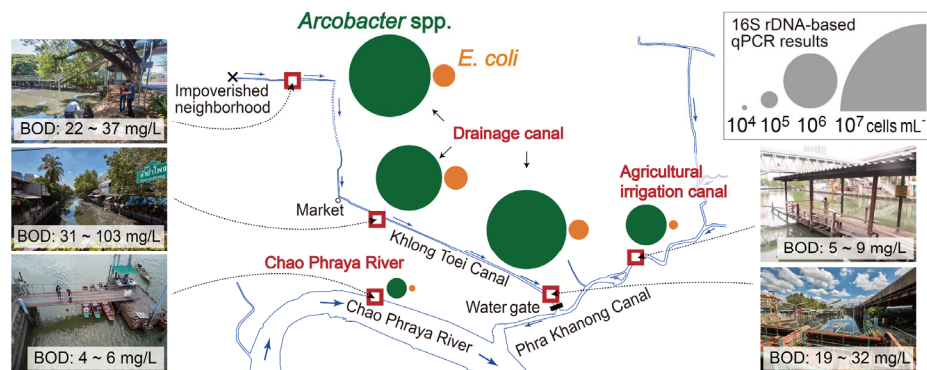 Arcobacter spp.
E. coli
16S rDNA-based
qPCR results
10⁴ 10⁵ 10⁶ 10⁷ cells mL⁻
Impoverished
neighborhood
BOD: 22 ~ 37 mg/L
Drainage canal
Agricultural
irrigation canal
BOD: 31 ~ 103 mg/L
Market
Khlong Toei Canal
BOD: 5 ~ 9 mg/L
Chao Phraya River
Chao Phraya River
Water gate
Phra Khanong Canal
BOD: 4 ~ 6 mg/L
BOD: 19 ~ 32 mg/L